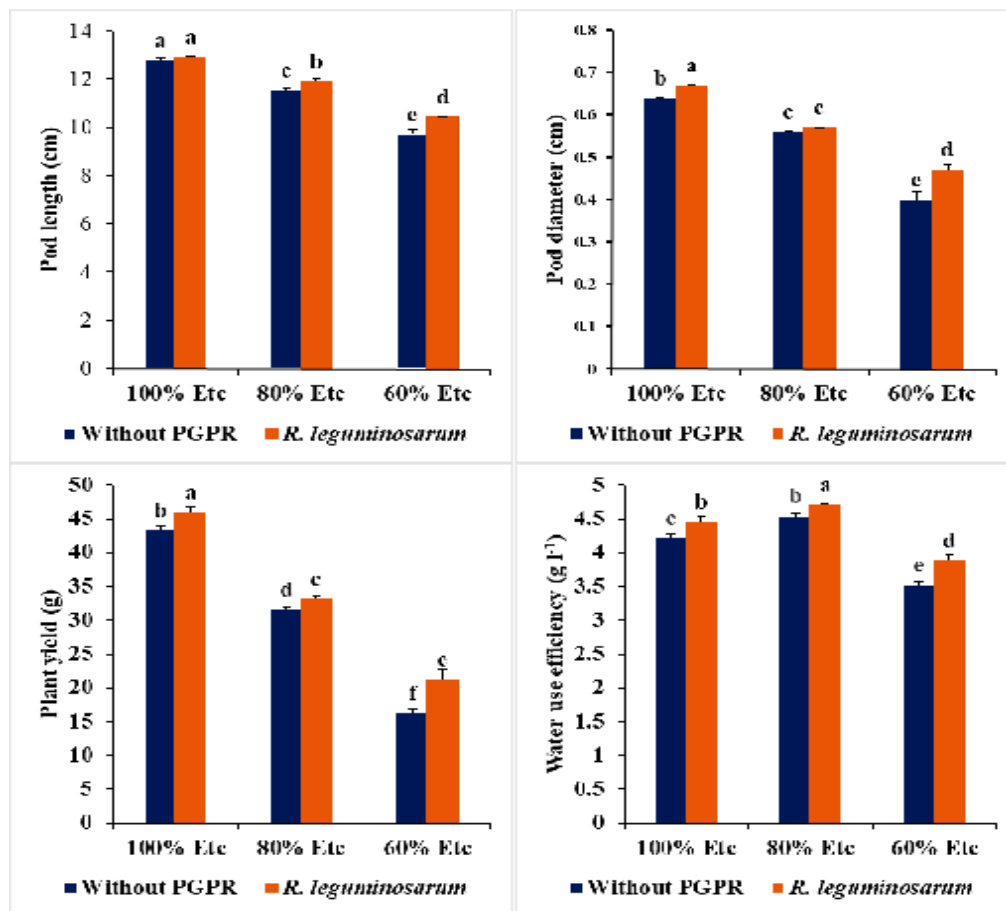 Pod length (cm)
14
12
10
8
6
4
2
0
a a
c b
e d
100% Etc 80% Etc 60% Etc
Without PGPR R. leguminosarum
Pod diameter (cm)
0.8
0.7
0.6
0.5
0.4
0.3
0.2
0.1
0
b a
c c
e d
100% Etc 80% Etc 60% Etc
Without PGPR R. leguminosarum
Plant yield (g)
50
45
40
35
30
25
20
15
10
5
0
b a
d c
f e
100% Etc 80% Etc 60% Etc
Without PGPR R. leguminosarum
Water use efficiency (g l⁻¹)
5
4.5
4
3.5
3
2.5
2
1.5
1
0.5
0
c b
b a
e d
100% Etc 80% Etc 60% Etc
Without PGPR R. leguminosarum